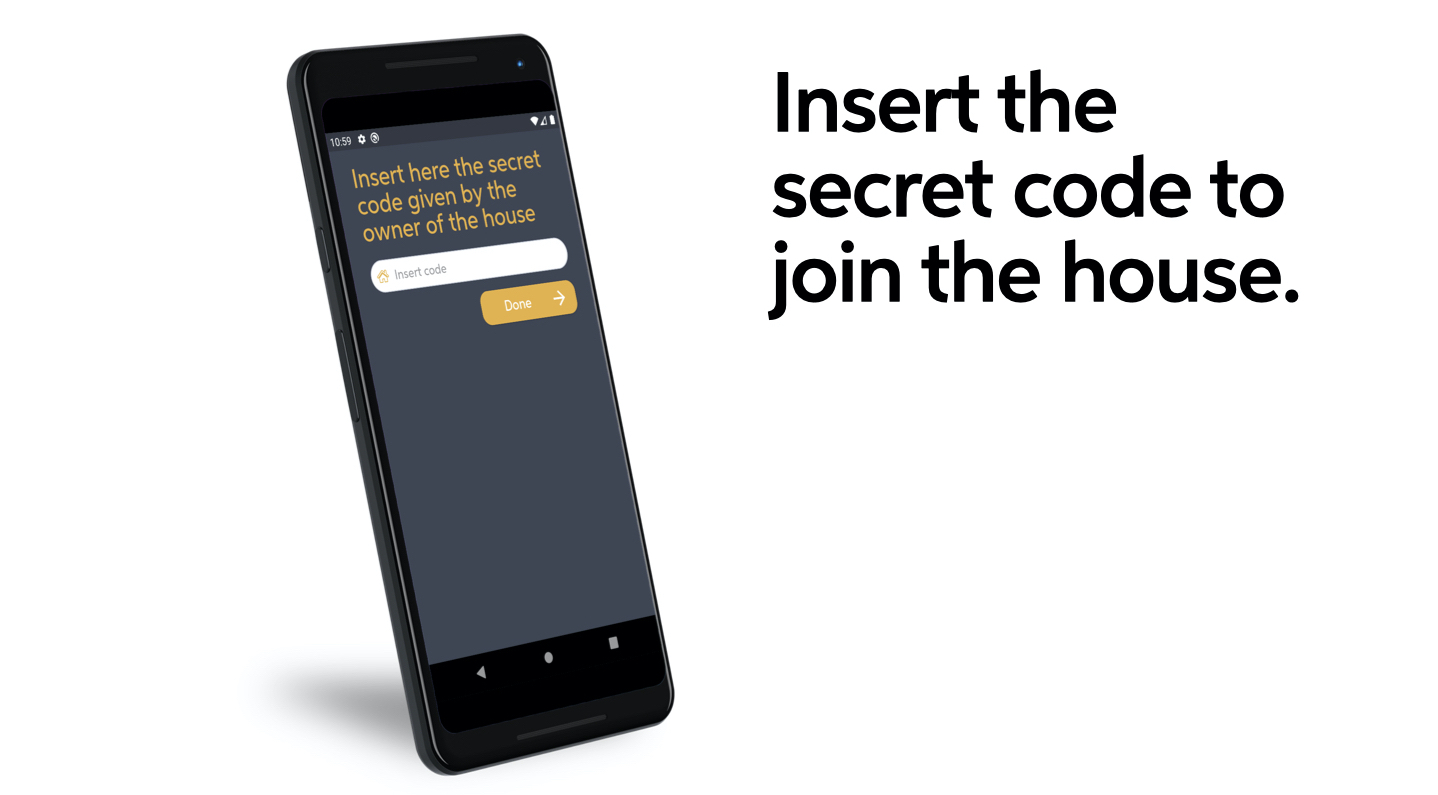 10:59
Insert here the secret
code given by the
owner of the house
Insert code
Done
Insert the
secret code to
join the house.